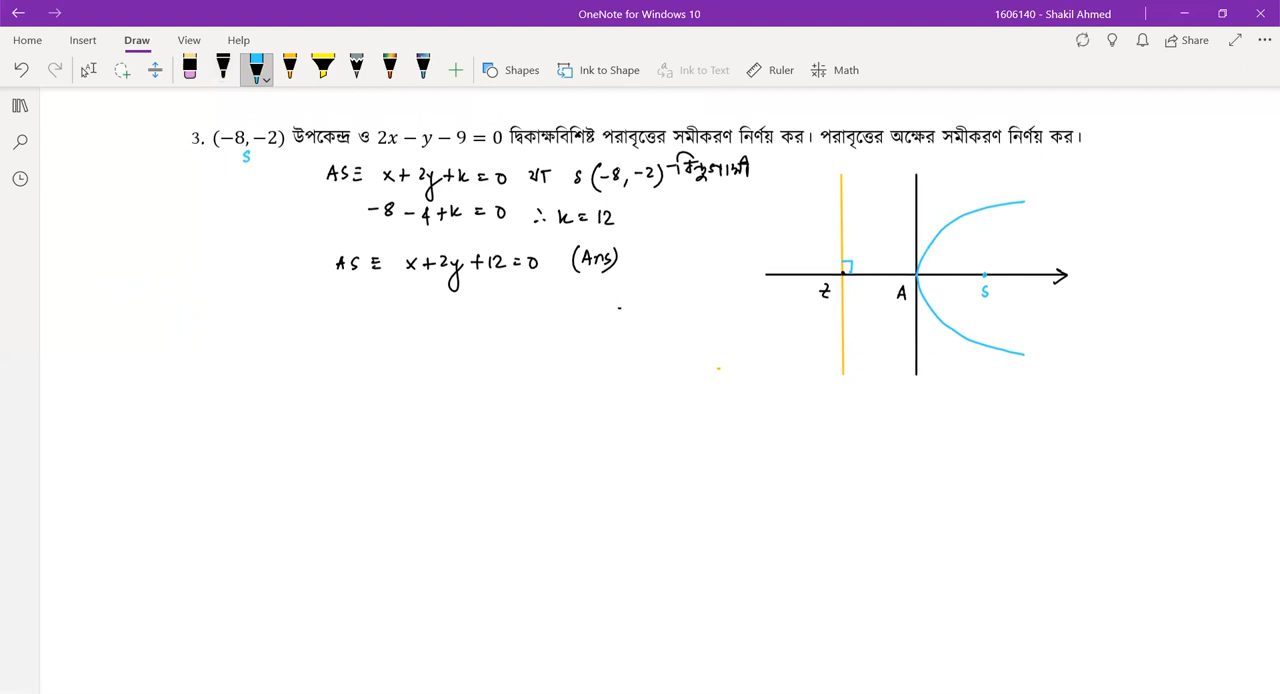 OneNote for Windows 10
1606140 - Shakil Ahmed
Home Insert Draw View Help
Share
Shapes Ink to Shape Ink to Text Ruler Math
3. (−8, −2) উপকেন্দ্র ও 2x − y − 9 = 0 দ্বিকাক্ষবিশিষ্ট পরাবৃত্তের সমীকরণ নির্ণয় কর। পরাবৃত্তের অক্ষের সমীকরণ নির্ণয় কর।
S
AS ≡ x + 2y + k = 0 যা S (-8, -2) বিন্দুগামী
-8 - 4 + k = 0 ∴ k = 12
AS ≡ x + 2y + 12 = 0 (Ans)
Z A S